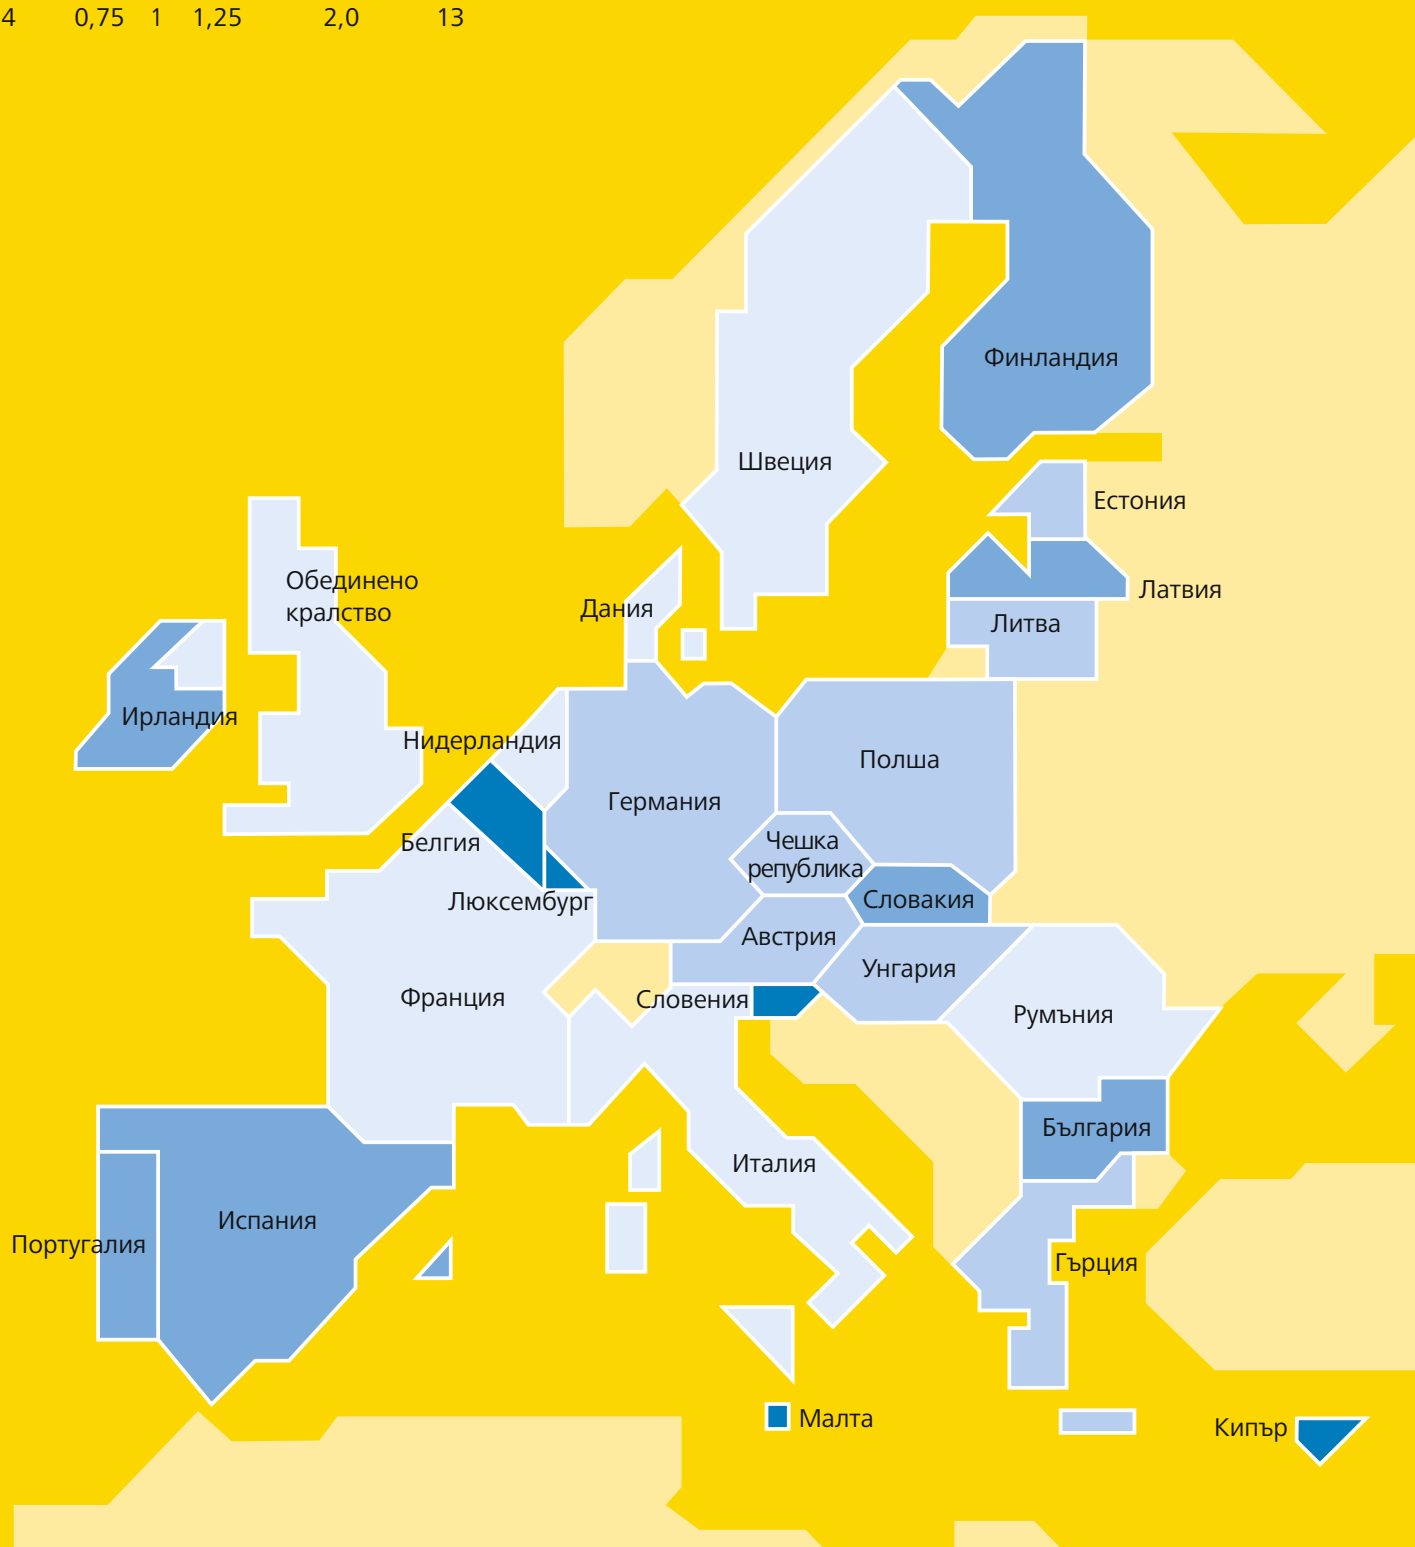 4 0,75 1 1,25 2,0 13
Финландия
Швеция
Естония
Обединено
кралство
Дания
Латвия
Литва
Ирландия
Нидерландия
Полша
Германия
Белгия
Чешка
република
Люксембург
Словакия
Австрия
Унгария
Франция
Словения
Румъния
България
Италия
Испания
Португалия
Гърция
Малта
Кипър